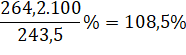 264,2.100
243,5 % = 108,5%